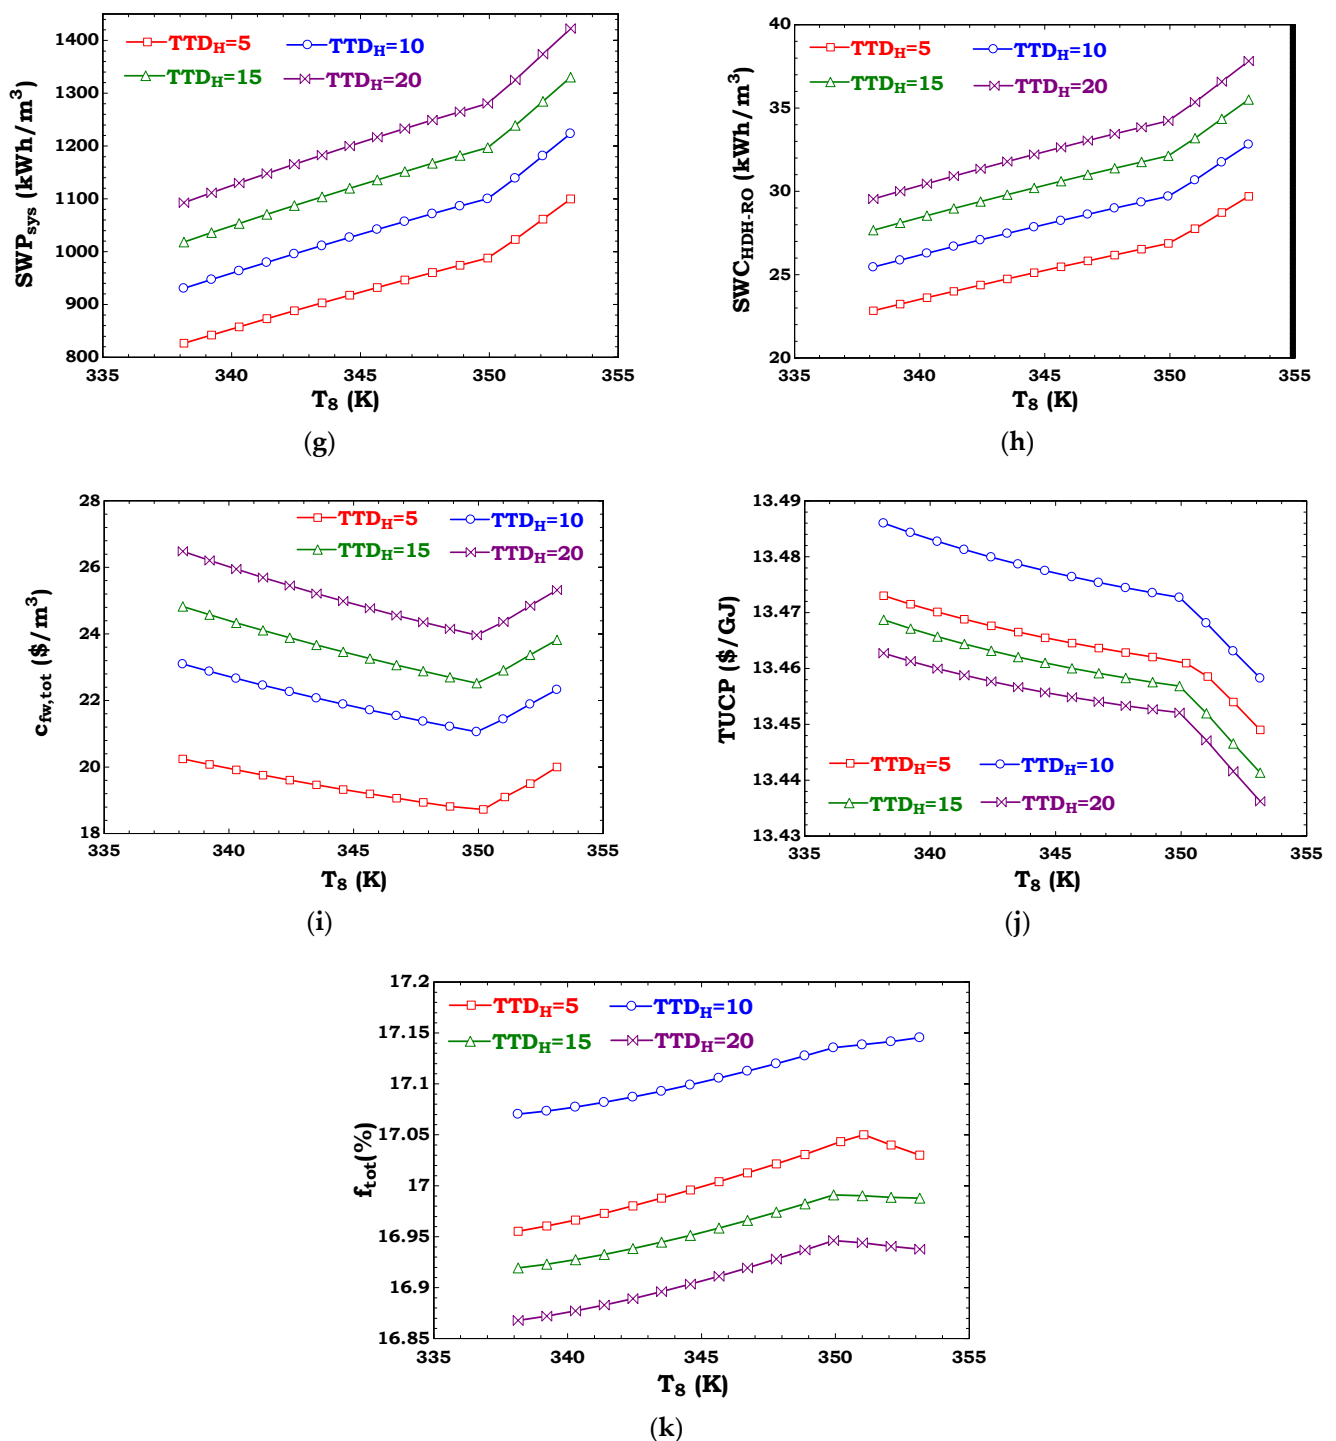 SWP_sys (kWh/m³)
1400
1300
1200
1100
1000
900
800
TTD_H=5
TTD_H=10
TTD_H=15
TTD_H=20
335 340 345 350 355
T_8 (K)
(g)
SWC_HDH-RO (kWh/m³)
40
35
30
25
20
TTD_H=5
TTD_H=10
TTD_H=15
TTD_H=20
335 340 345 350 355
T_8 (K)
(h)
c_fw,tot ($/m³)
28
26
24
22
20
18
TTD_H=5
TTD_H=10
TTD_H=15
TTD_H=20
335 340 345 350 355
T_8 (K)
(i)
TUCP ($/GJ)
13.49
13.48
13.47
13.46
13.45
13.44
13.43
TTD_H=5
TTD_H=10
TTD_H=15
TTD_H=20
335 340 345 350 355
T_8 (K)
(j)
f_tot(%)
17.2
17.15
17.1
17.05
17
16.95
16.9
16.85
TTD_H=5
TTD_H=10
TTD_H=15
TTD_H=20
335 340 345 350 355
T_8 (K)
(k)